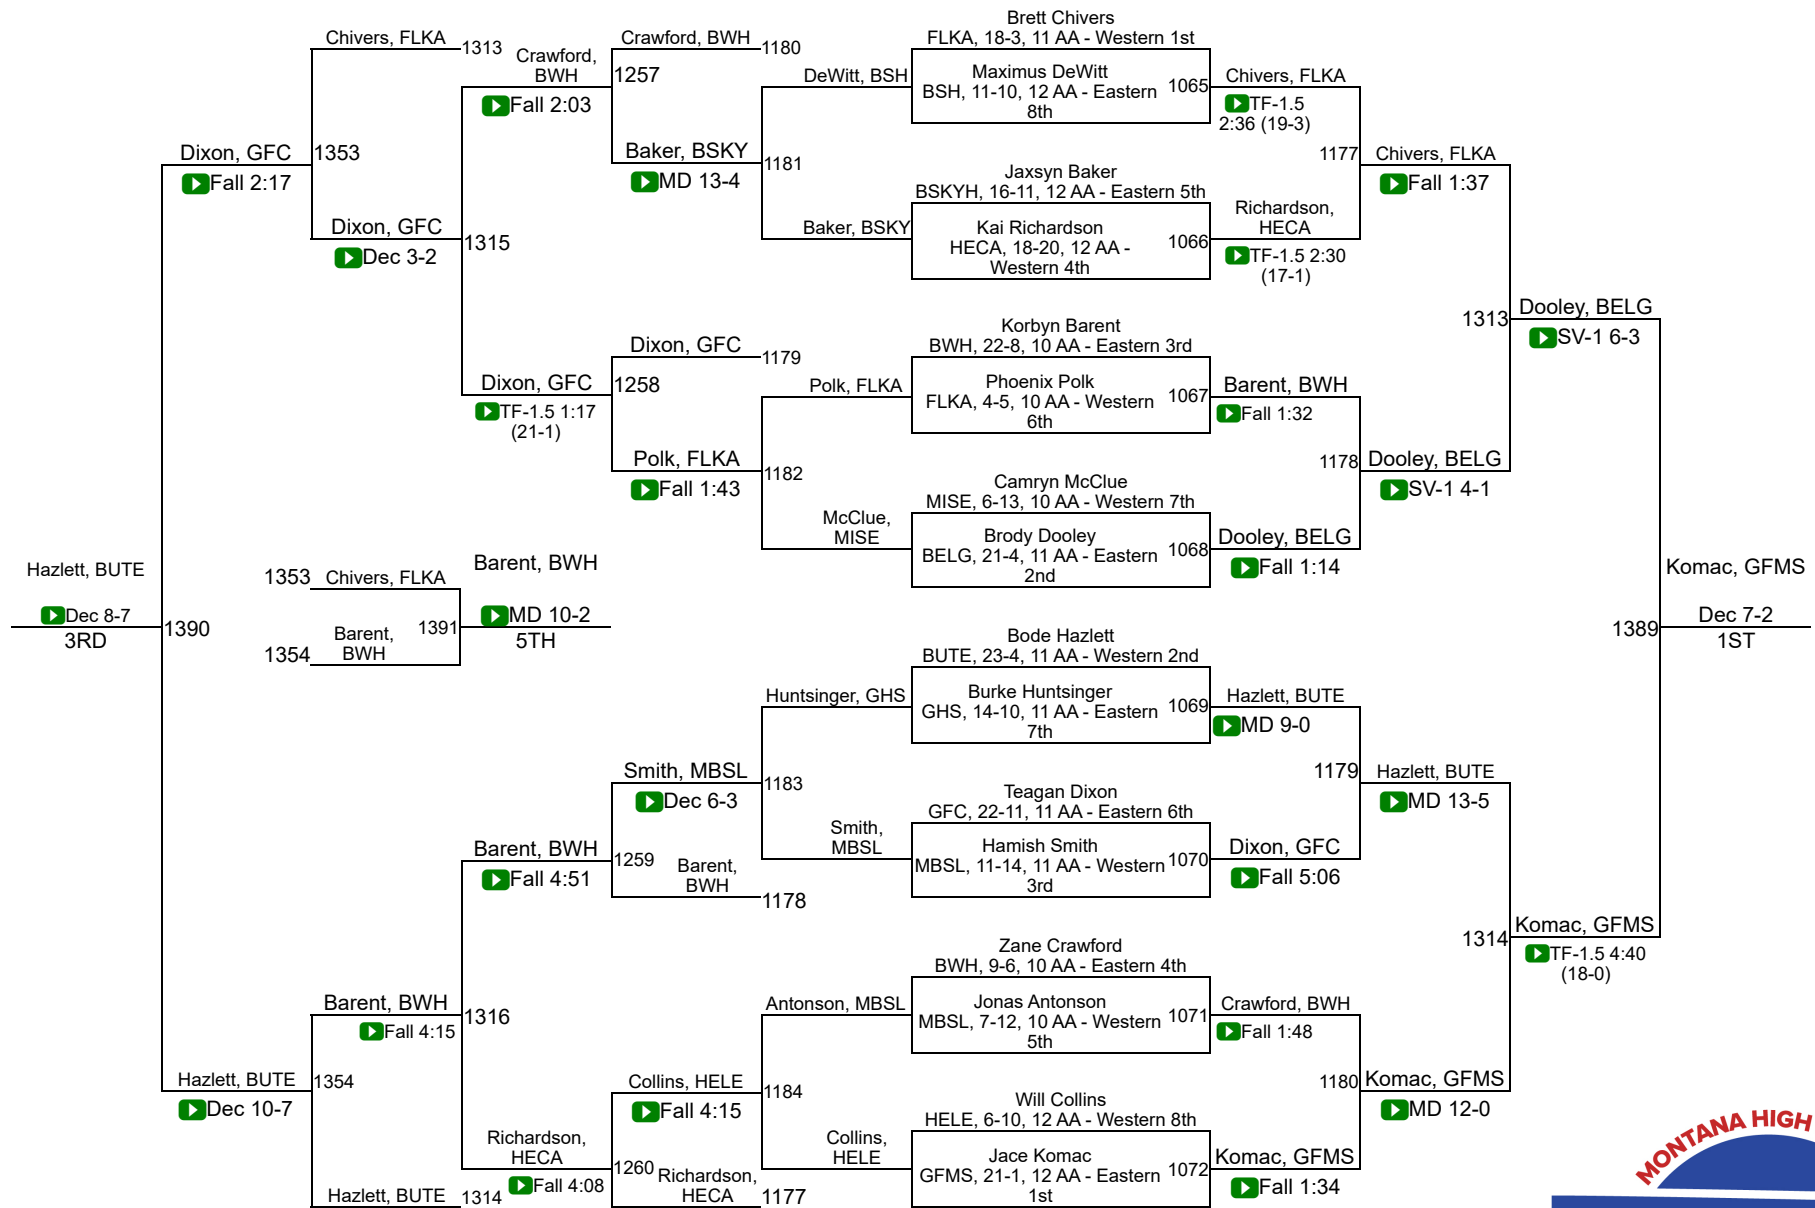 Chivers, FLKA
1313
Crawford,
BWH
Fall 2:03
Crawford, BWH
1180
1257
Baker, BSKY
MD 13-4
DeWitt, BSH
1181
Baker, BSKY
Dixon, GFC
Fall 2:17
1353
Dixon, GFC
Dec 3-2
1315
Dixon, GFC
TF-1.5 1:17
(21-1)
Dixon, GFC
1179
1258
Polk, FLKA
Fall 1:43
Polk, FLKA
1182
McClue,
MISE
Brett Chivers
FLKA, 18-3, 11 AA - Western 1st
Maximus DeWitt
BSH, 11-10, 12 AA - Eastern
8th
1065
Chivers, FLKA
TF-1.5
2:36 (19-3)
Jaxsyn Baker
BSKYH, 16-11, 12 AA - Eastern 5th
Kai Richardson
HECA, 18-20, 12 AA -
Western 4th
1066
Richardson,
HECA
TF-1.5 2:30
(17-1)
1177
Chivers, FLKA
Fall 1:37
Korbyn Barent
BWH, 22-8, 10 AA - Eastern 3rd
Phoenix Polk
FLKA, 4-5, 10 AA - Western
6th
1067
Barent, BWH
Fall 1:32
Camryn McClue
MISE, 6-13, 10 AA - Western 7th
Brody Dooley
BELG, 21-4, 11 AA - Eastern
2nd
1068
Dooley, BELG
Fall 1:14
1178
Dooley, BELG
SV-1 4-1
1313
Dooley, BELG
SV-1 6-3
Hazlett, BUTE
Dec 8-7
3RD
1390
1353
Chivers, FLKA
1354
Barent,
BWH
1391
Barent, BWH
MD 10-2
5TH
1389
Komac, GFMS
Dec 7-2
1ST
Bode Hazlett
BUTE, 23-4, 11 AA - Western 2nd
Burke Huntsinger
GHS, 14-10, 11 AA - Eastern
7th
1069
Hazlett, BUTE
MD 9-0
Teagan Dixon
GFC, 22-11, 11 AA - Eastern 6th
Hamish Smith
MBSL, 11-14, 11 AA - Western
3rd
1070
Dixon, GFC
Fall 5:06
1179
Hazlett, BUTE
MD 13-5
Huntsinger, GHS
1183
Smith,
MBSL
Smith, MBSL
Dec 6-3
1259
Barent,
BWH
1178
Barent, BWH
Fall 4:51
Zane Crawford
BWH, 9-6, 10 AA - Eastern 4th
Jonas Antonson
MBSL, 7-12, 10 AA - Western
5th
1071
Crawford, BWH
Fall 1:48
Will Collins
HELE, 6-10, 12 AA - Western 8th
Jace Komac
GFMS, 21-1, 12 AA - Eastern
1st
1072
Komac, GFMS
Fall 1:34
1180
Komac, GFMS
MD 12-0
1314
Komac, GFMS
TF-1.5 4:40
(18-0)
Antonson, MBSL
1184
Collins,
HELE
Collins, HELE
Fall 4:15
1260
Richardson,
HECA
1177
Richardson,
HECA
Fall 4:08
Barent, BWH
Fall 4:15
1316
Hazlett, BUTE
Dec 10-7
1354
Hazlett, BUTE
1314
MONTANA HIGH